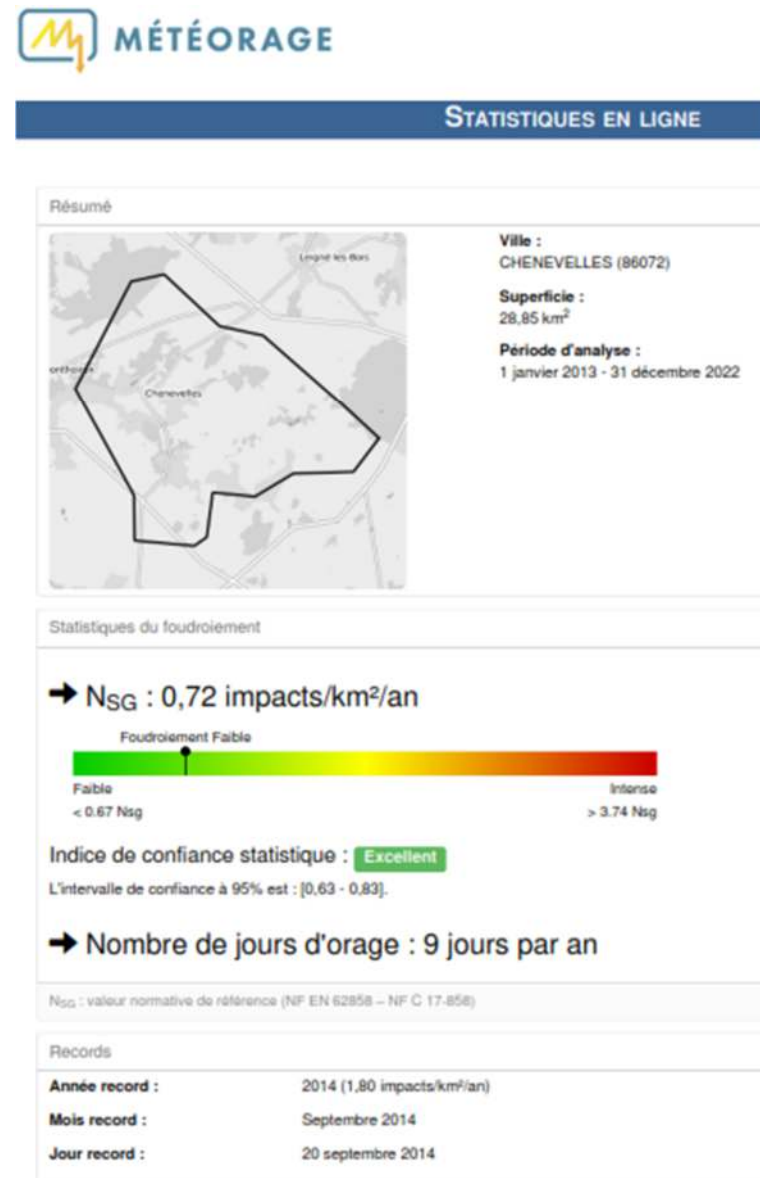 MÉTÉORAGE
STATISTIQUES EN LIGNE
Résumé
Leigné les Bois
Chenevelles
Ville :
CHENEVELLES (86072)
Superficie :
28,85 km²
Période d'analyse :
1 janvier 2013 - 31 décembre 2022
Statistiques du foudroiement
➔ NSG : 0,72 impacts/km²/an
Foudroiement Faible
Faible
Intense
< 0.67 Nsg
> 3.74 Nsg
Indice de confiance statistique : Excellent
L'intervalle de confiance à 95% est : [0,63 - 0,83].
➔ Nombre de jours d'orage : 9 jours par an
NSG : valeur normative de référence (NF EN 62858 – NF C 17-858)
Records
Année record : 2014 (1,80 impacts/km²/an)
Mois record : Septembre 2014
Jour record : 20 septembre 2014